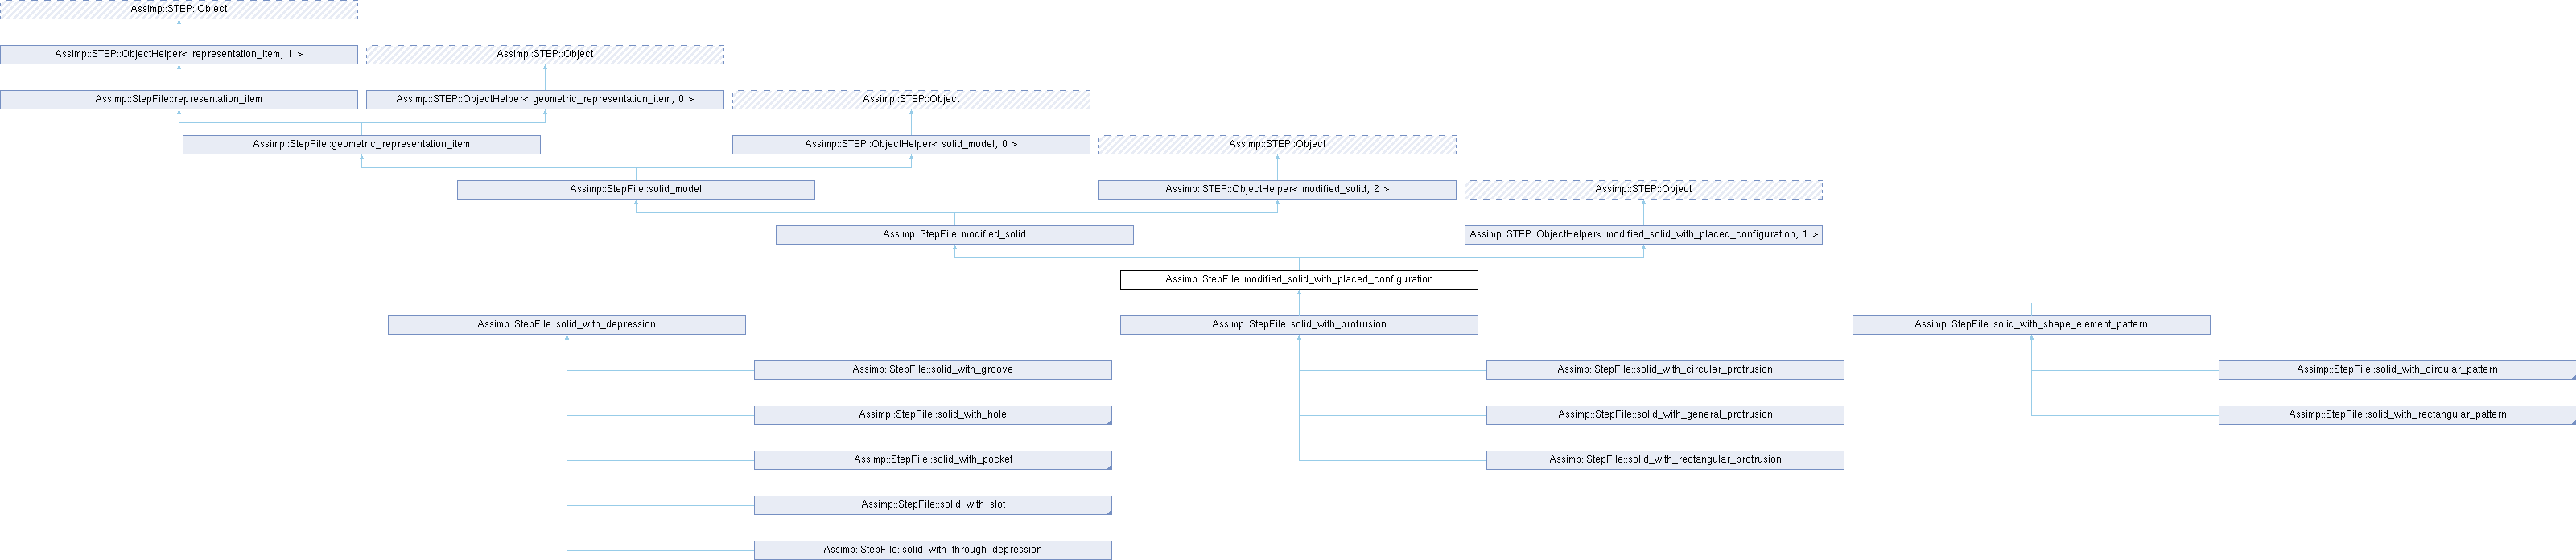 Assimp::STEP::Object
Assimp::STEP::ObjectHelper< representation_item, 1 >
Assimp::STEP::Object
Assimp::StepFile::representation_item
Assimp::STEP::ObjectHelper< geometric_representation_item, 0 >
Assimp::STEP::Object
Assimp::StepFile::geometric_representation_item
Assimp::STEP::ObjectHelper< solid_model, 0 >
Assimp::STEP::Object
Assimp::StepFile::solid_model
Assimp::STEP::ObjectHelper< modified_solid, 2 >
Assimp::STEP::Object
Assimp::StepFile::modified_solid
Assimp::STEP::ObjectHelper< modified_solid_with_placed_configuration, 1 >
Assimp::StepFile::modified_solid_with_placed_configuration
Assimp::StepFile::solid_with_depression
Assimp::StepFile::solid_with_protrusion
Assimp::StepFile::solid_with_shape_element_pattern
Assimp::StepFile::solid_with_groove
Assimp::StepFile::solid_with_circular_protrusion
Assimp::StepFile::solid_with_circular_pattern
Assimp::StepFile::solid_with_hole
Assimp::StepFile::solid_with_general_protrusion
Assimp::StepFile::solid_with_rectangular_pattern
Assimp::StepFile::solid_with_pocket
Assimp::StepFile::solid_with_rectangular_protrusion
Assimp::StepFile::solid_with_slot
Assimp::StepFile::solid_with_through_depression